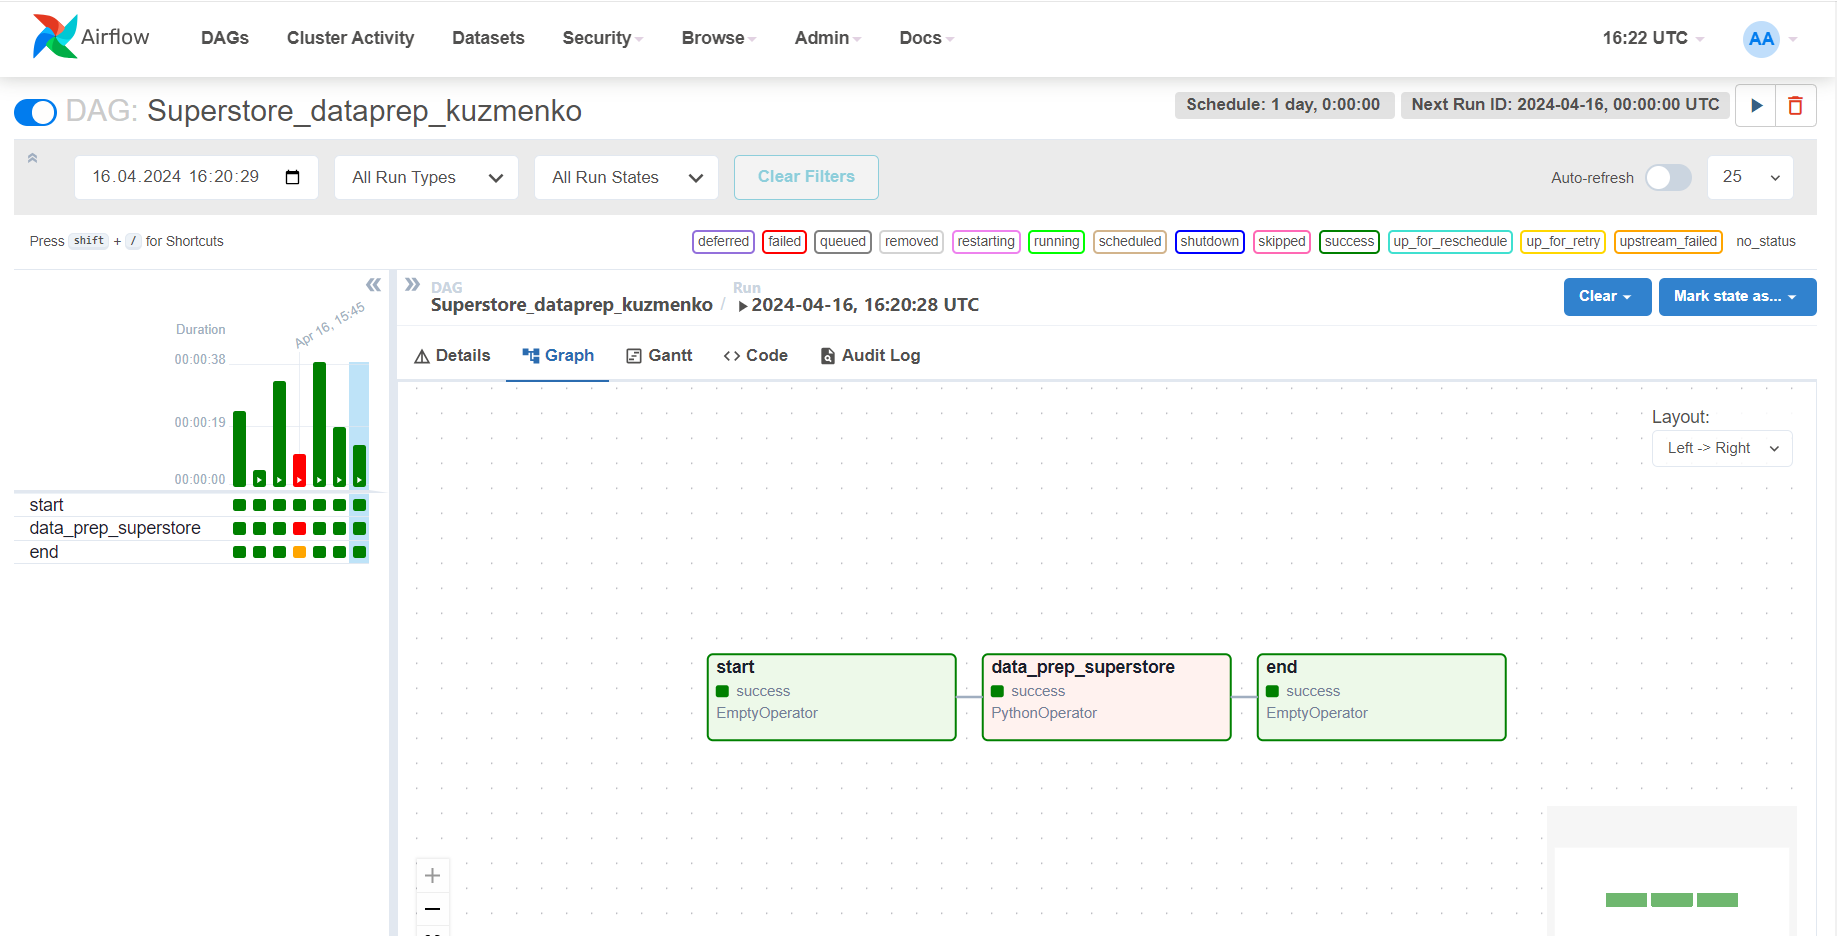 Airflow
DAGs Cluster Activity Datasets Security Browse Admin Docs 16:22 UTC AA
DAG: Superstore_dataprep_kuzmenko Schedule: 1 day, 0:00:00 Next Run ID: 2024-04-16, 00:00:00 UTC
16.04.2024 16:20:29 All Run Types All Run States Clear Filters Auto-refresh 25
Press shift + / for Shortcuts deferred failed queued removed restarting running scheduled shutdown skipped success up_for_reschedule up_for_retry upstream_failed no_status
DAG Run
Superstore_dataprep_kuzmenko / 2024-04-16, 16:20:28 UTC Clear Mark state as...
Details Graph Gantt Code Audit Log
Apr 16, 15:45
Duration
00:00:38
00:00:19
00:00:00
start
data_prep_superstore
end
Layout:
Left -> Right
start
success
EmptyOperator
data_prep_superstore
success
PythonOperator
end
success
EmptyOperator